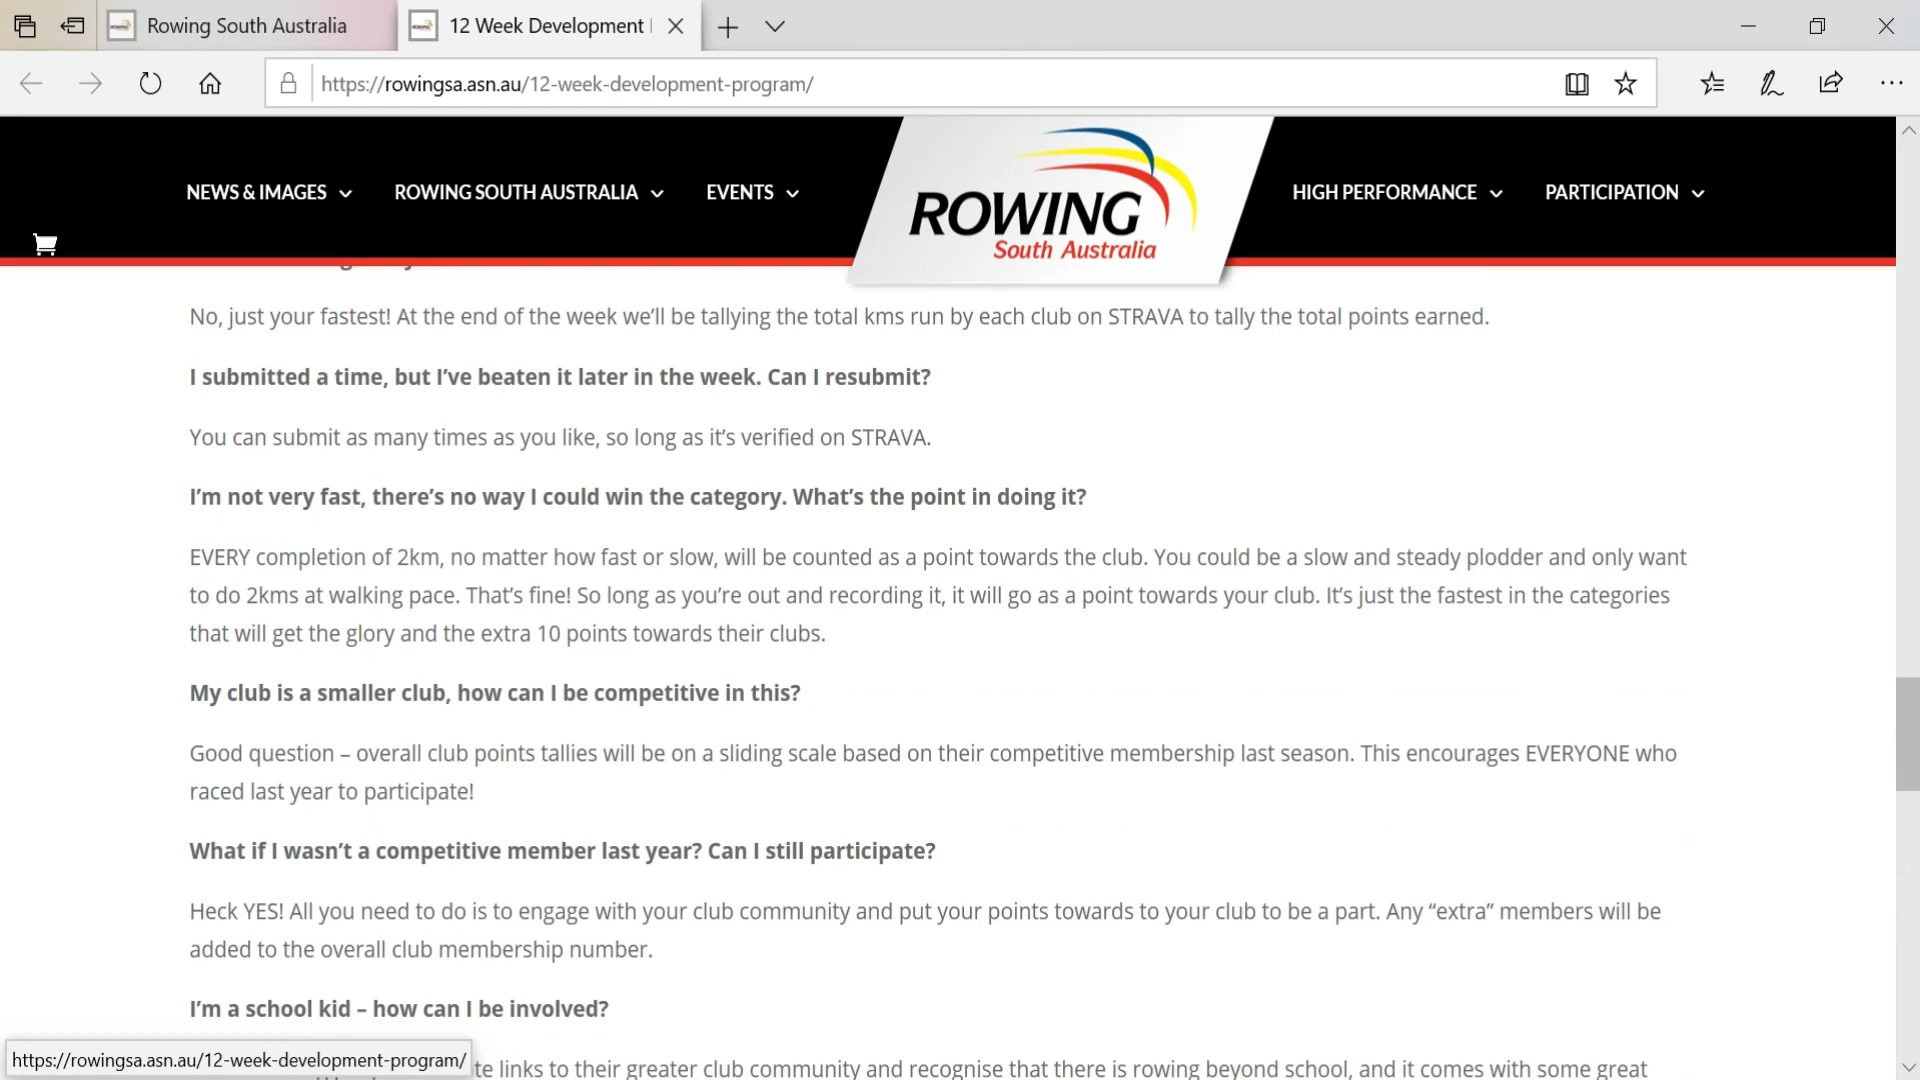 Rowing South Australia
12 Week Development
https://rowingsa.asn.au/12-week-development-program/
NEWS & IMAGES
ROWING SOUTH AUSTRALIA
EVENTS
ROWING
South Australia
HIGH PERFORMANCE
PARTICIPATION
No, just your fastest! At the end of the week we’ll be tallying the total kms run by each club on STRAVA to tally the total points earned.
I submitted a time, but I’ve beaten it later in the week. Can I resubmit?
You can submit as many times as you like, so long as it’s verified on STRAVA.
I’m not very fast, there’s no way I could win the category. What’s the point in doing it?
EVERY completion of 2km, no matter how fast or slow, will be counted as a point towards the club. You could be a slow and steady plodder and only want
to do 2kms at walking pace. That’s fine! So long as you’re out and recording it, it will go as a point towards your club. It’s just the fastest in the categories
that will get the glory and the extra 10 points towards their clubs.
My club is a smaller club, how can I be competitive in this?
Good question – overall club points tallies will be on a sliding scale based on their competitive membership last season. This encourages EVERYONE who
raced last year to participate!
What if I wasn’t a competitive member last year? Can I still participate?
Heck YES! All you need to do is to engage with your club community and put your points towards to your club to be a part. Any “extra” members will be
added to the overall club membership number.
I’m a school kid – how can I be involved?
https://rowingsa.asn.au/12-week-development-program/
links to their greater club community and recognise that there is rowing beyond school, and it comes with some great